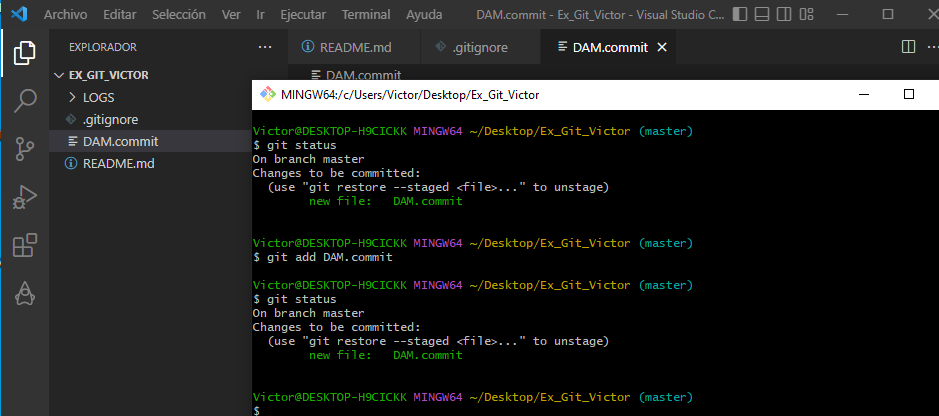 Archivo Editar Selección Ver Ir Ejecutar Terminal Ayuda DAM.commit - Ex_Git_Victor - Visual Studio C...
EXPLORADOR ...
README.md .gitignore DAM.commit
EX_GIT_VICTOR
LOGS
.gitignore
DAM.commit
README.md
DAM.commit
MINGW64:/c/Users/Victor/Desktop/Ex_Git_Victor
Victor@DESKTOP-H9CICKK MINGW64 ~/Desktop/Ex_Git_Victor (master)
$ git status
On branch master
Changes to be committed:
(use "git restore --staged <file>..." to unstage)
new file: DAM.commit
Victor@DESKTOP-H9CICKK MINGW64 ~/Desktop/Ex_Git_Victor (master)
$ git add DAM.commit
Victor@DESKTOP-H9CICKK MINGW64 ~/Desktop/Ex_Git_Victor (master)
$ git status
On branch master
Changes to be committed:
(use "git restore --staged <file>..." to unstage)
new file: DAM.commit
Victor@DESKTOP-H9CICKK MINGW64 ~/Desktop/Ex_Git_Victor (master)
$